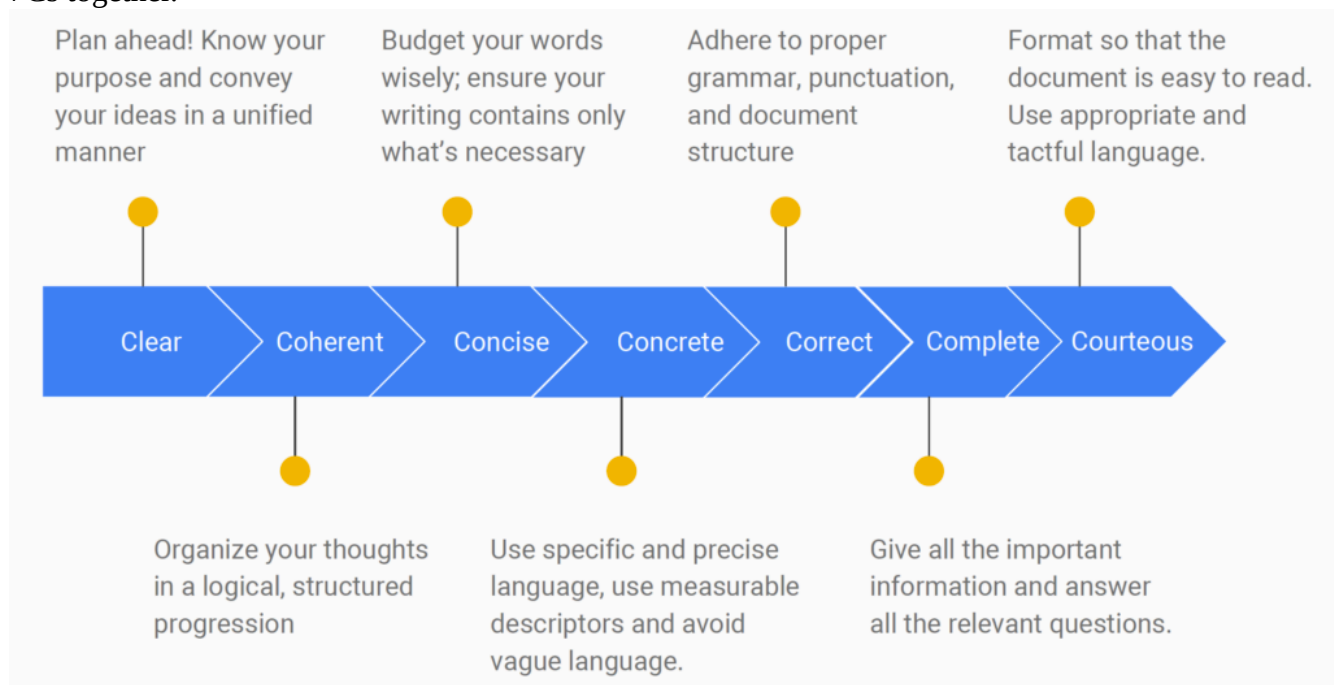 Cs together.
Plan ahead! Know your
purpose and convey
your ideas in a unified
manner
Budget your words
wisely; ensure your
writing contains only
what's necessary
Adhere to proper
grammar, punctuation,
and document
structure
Format so that the
document is easy to read.
Use appropriate and
tactful language.
Clear
Coherent
Concise
Concrete
Correct
Complete
Courteous
Organize your thoughts
in a logical, structured
progression
Use specific and precise
language, use measurable
descriptors and avoid
vague language.
Give all the important
information and answer
all the relevant questions.